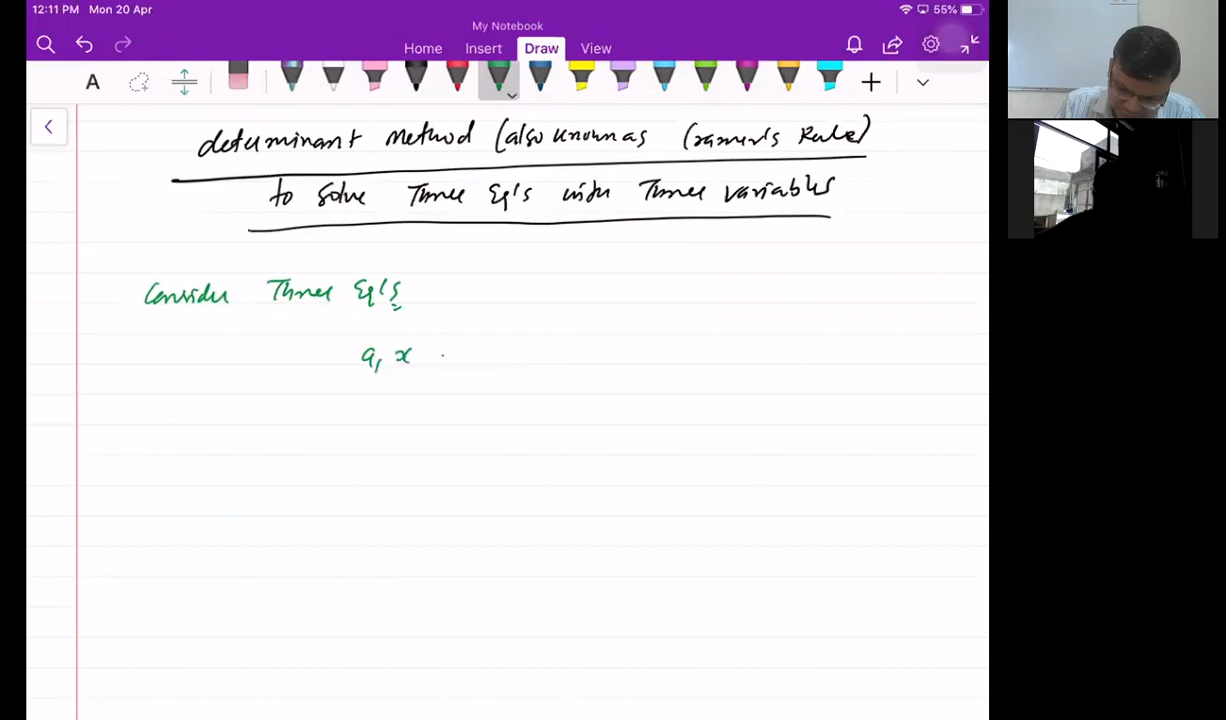 12:11 PM Mon 20 Apr
55%
My Notebook
Home Insert Draw View
A
determinant method (also known as Cramer's Rule)
to solve Three Eq's with Three variables
Consider Three Eq's
a₁ x